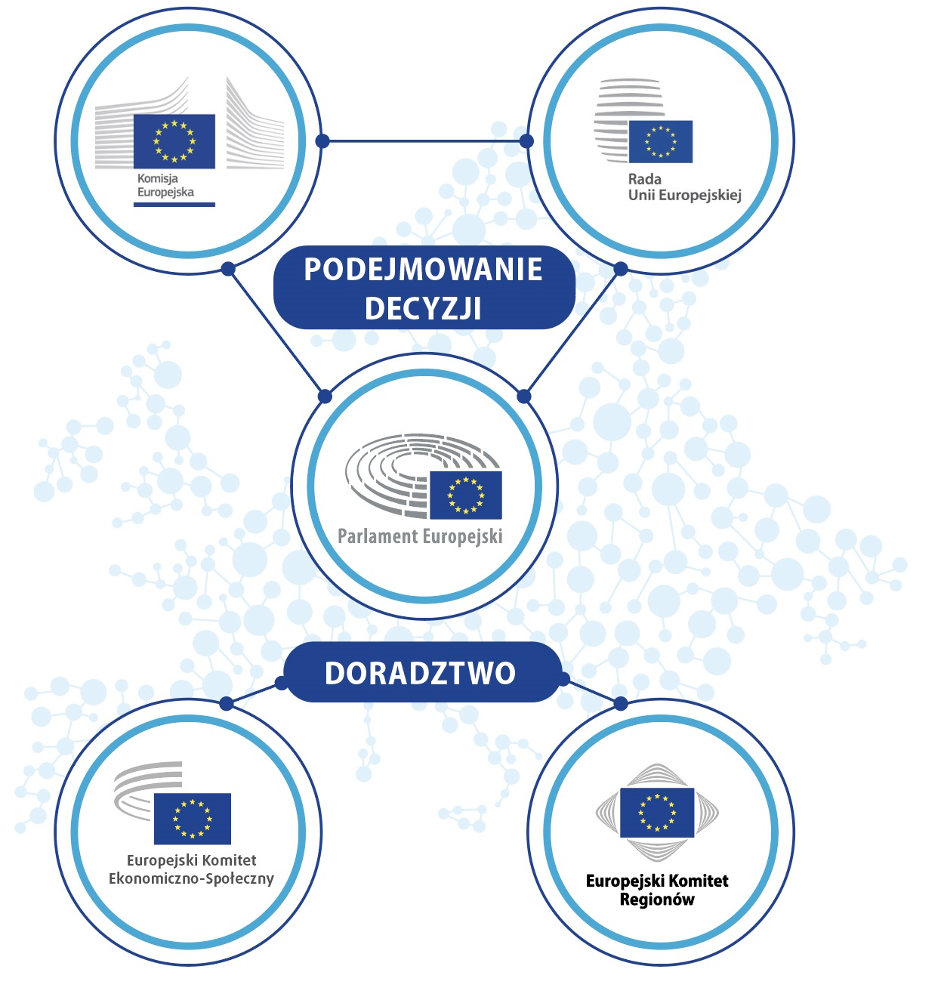 Komisja
Europejska
Rada
Unii Europejskiej
PODEJMOWANIE
DECYZJI
Parlament Europejski
DORADZTWO
Europejski Komitet
Ekonomiczno-Społeczny
Europejski Komitet
Regionów